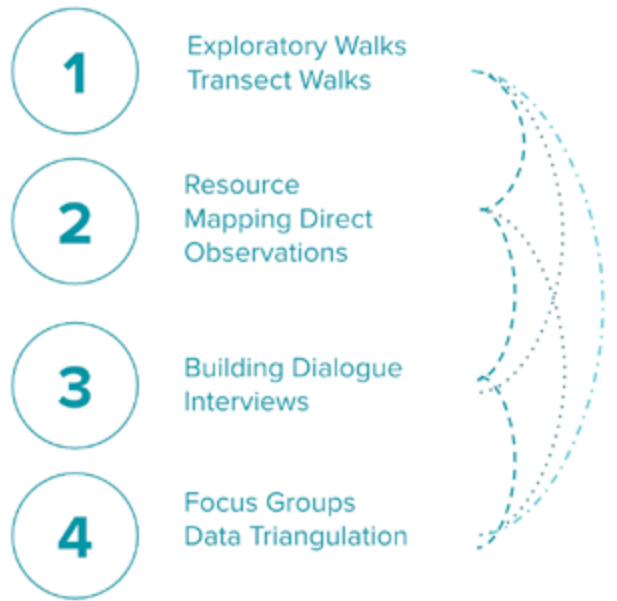 1
Exploratory Walks
Transect Walks
2
Resource
Mapping Direct
Observations
3
Building Dialogue
Interviews
4
Focus Groups
Data Triangulation